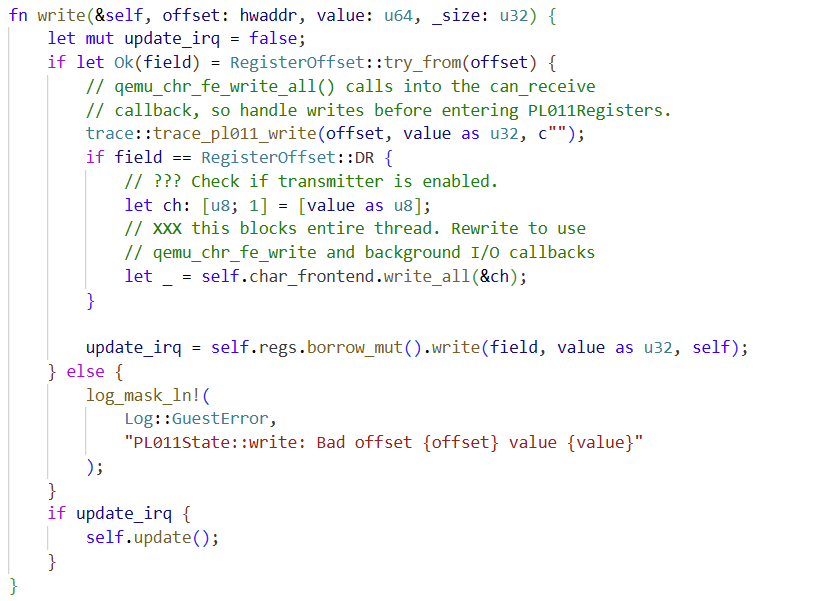 fn write(&self, offset: hwaddr, value: u64, _size: u32) {
    let mut update_irq = false;
    if let Ok(field) = RegisterOffset::try_from(offset) {
        // qemu_chr_fe_write_all() calls into the can_receive
        // callback, so handle writes before entering PL011Registers.
        trace::trace_pl011_write(offset, value as u32, c"");
        if field == RegisterOffset::DR {
            // ??? Check if transmitter is enabled.
            let ch: [u8; 1] = [value as u8];
            // XXX this blocks entire thread. Rewrite to use
            // qemu_chr_fe_write and background I/O callbacks
            let _ = self.char_frontend.write_all(&ch);
        }

        update_irq = self.regs.borrow_mut().write(field, value as u32, self);
    } else {
        log_mask_ln!(
            Log::GuestError,
            "PL011State::write: Bad offset {offset} value {value}"
        );
    }
    if update_irq {
        self.update();
    }
}